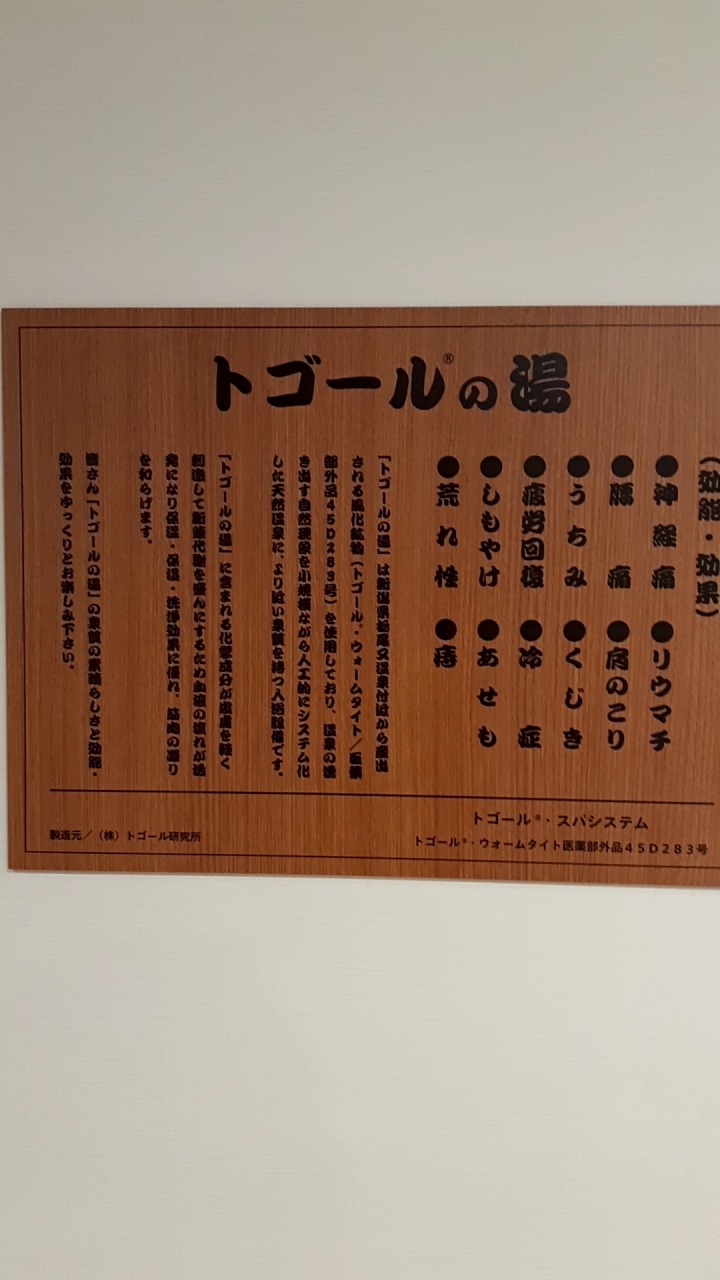 トゴール®の湯
(効能・効果)
●神経痛 ●リウマチ
●腰痛 ●肩のこり
●うちみ ●くじき
●疲労回復 ●冷症
●しもやけ ●あせも
●荒れ性 ●痔
「トゴールの湯」は新潟県栃尾又温泉付近から産出
される風化鉱物(トゴール・ウォームタイト/医薬
部外品45D283号)を使用しており、温泉の湧
き出す自然現象を小規模ながら人工的にシステム化
した天然温泉に、より近い泉質を持つ入浴設備です。
「トゴールの湯」に含まれる化学成分が皮膚を軽く
刺激して新陳代謝を盛んにするため血液の流れが活
発になり保温・保湿・洗浄効果に優れ、筋肉の凝り
を和らげます。
皆さん「トゴールの湯」の泉質の素晴らしさと効能・
効果をゆっくりとお楽しみ下さい。
トゴール®・スパシステム
トゴール®・ウォームタイト医薬部外品45D283号
製造元/(株)トゴール研究所